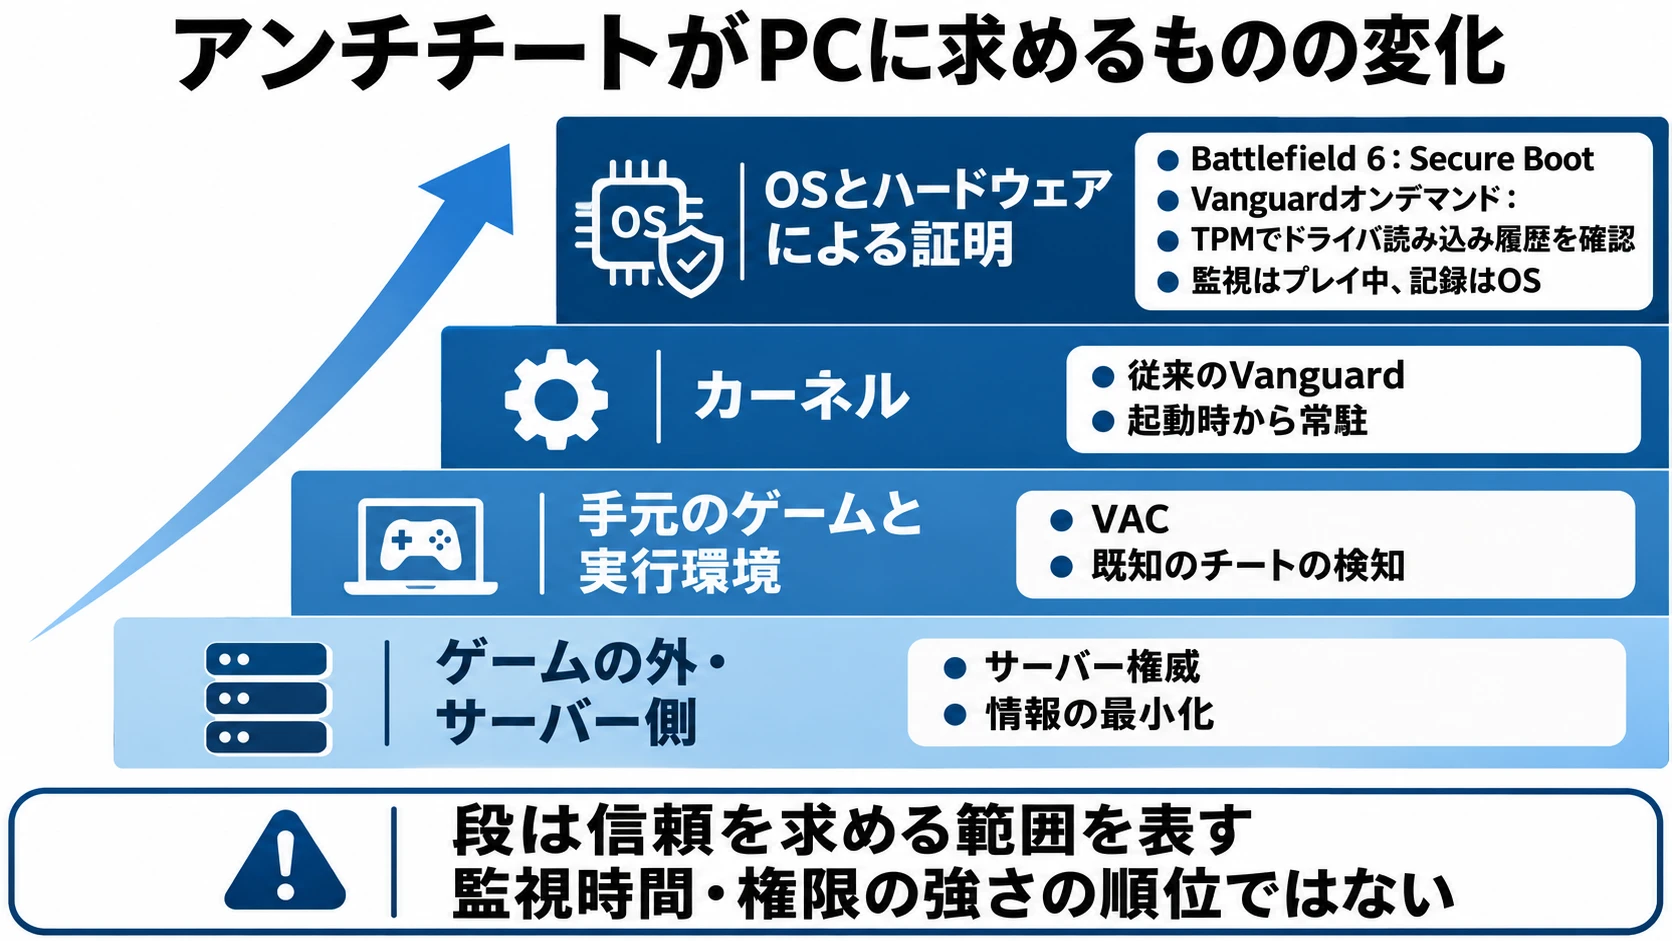 アンチチートがPCに求めるものの変化
OS
OSとハードウェア
による証明
Battlefield 6：Secure Boot
Vanguardオンデマンド：
TPMでドライバ読み込み履歴を確認
監視はプレイ中、記録はOS
カーネル
従来のVanguard
起動時から常駐
手元のゲームと
実行環境
VAC
既知のチートの検知
ゲームの外・
サーバー側
サーバー権威
情報の最小化
段は信頼を求める範囲を表す
監視時間・権限の強さの順位ではない